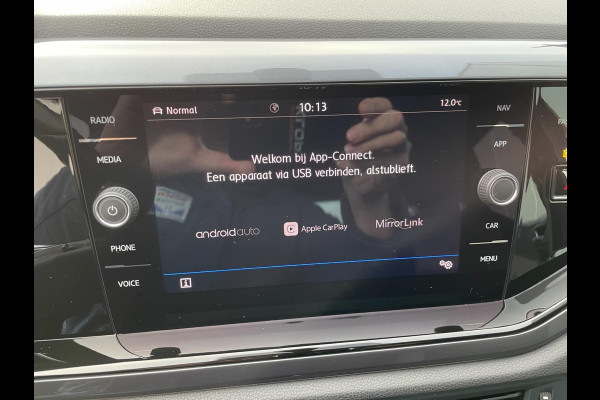 RADIO
MEDIA
PHONE
VOICE
Normal
10:13
12.0°C
Welkom bij App-Connect.
Een apparaat via USB verbinden, alstublieft.
androidauto
Apple CarPlay
MirrorLink
NAV
APP
CAR
MENU